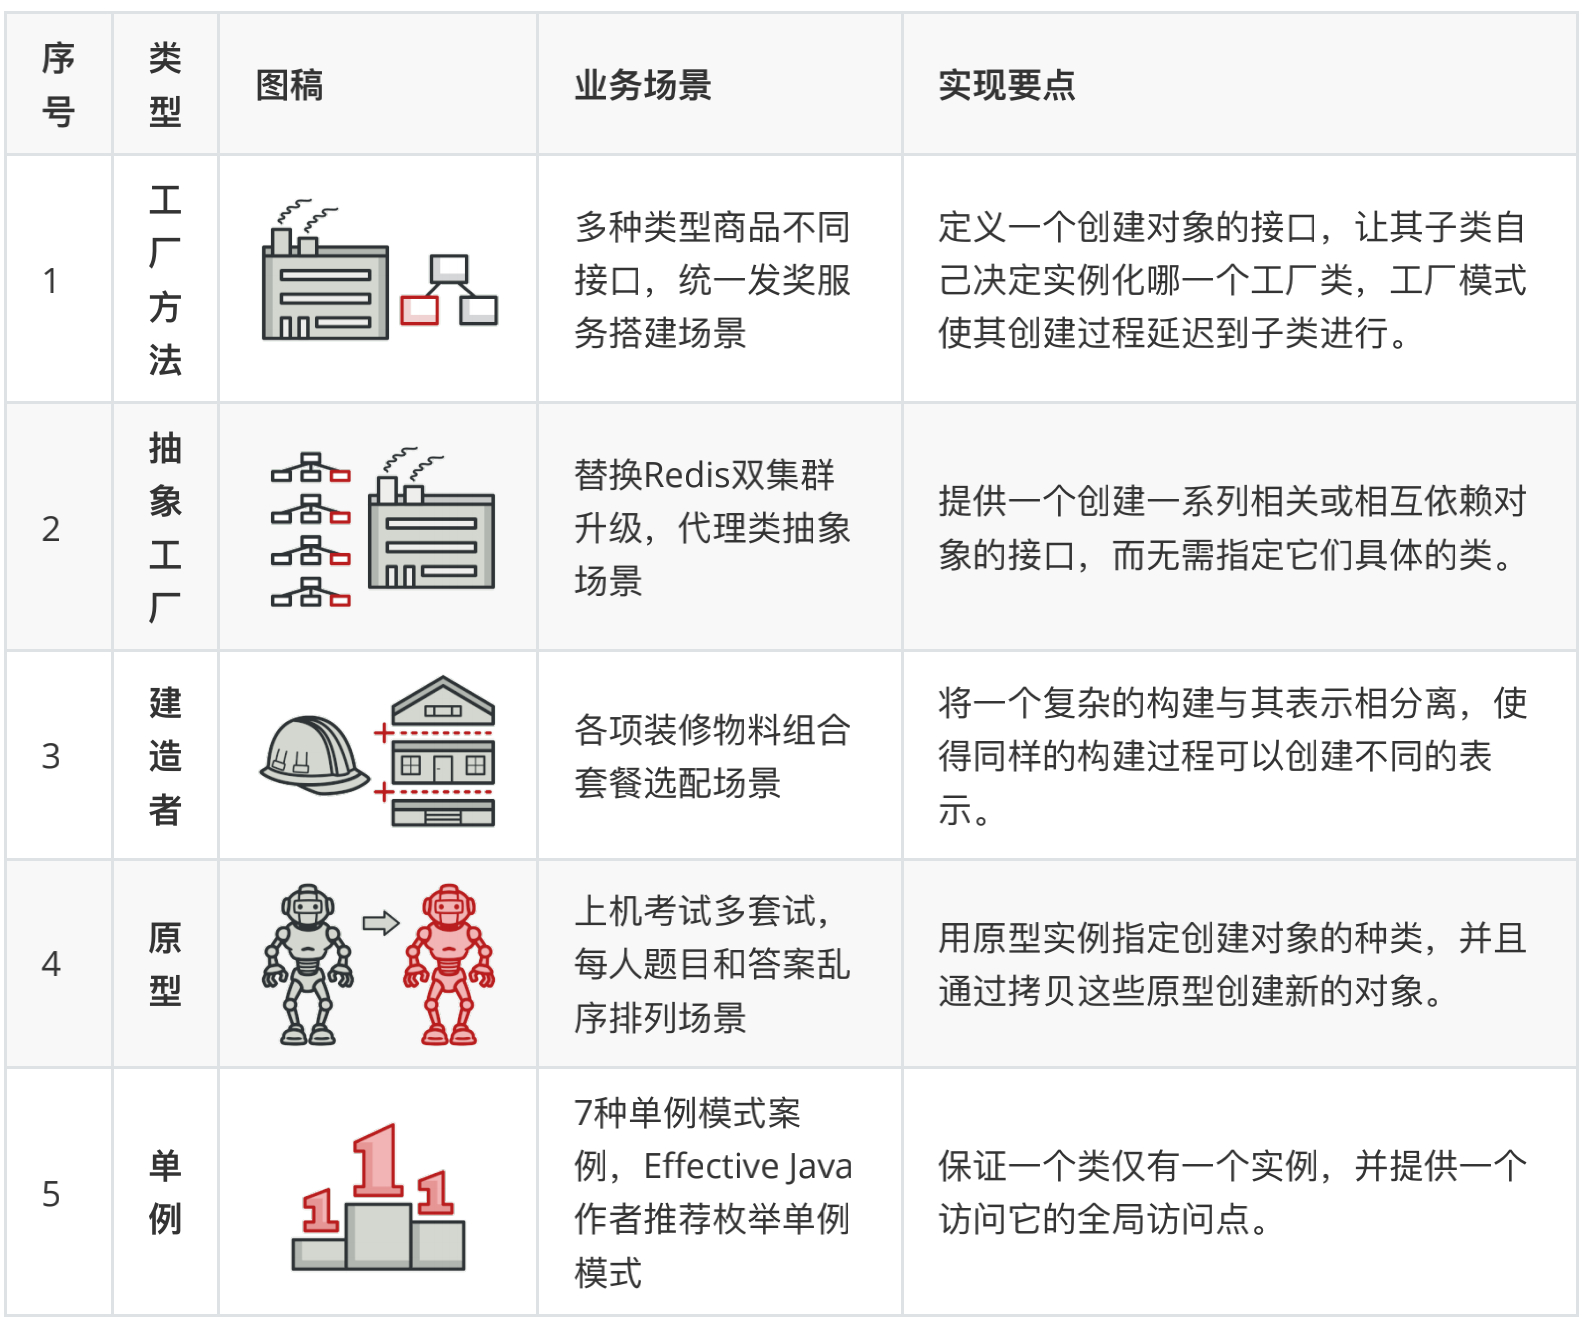 序号
类型
图稿
业务场景
实现要点
1
工厂方法
多种类型商品不同
接口，统一发奖服
务搭建场景
定义一个创建对象的接口，让其子类自
己决定实例化哪一个工厂类，工厂模式
使其创建过程延迟到子类进行。
2
抽象工厂
替换Redis双集群
升级，代理类抽象
场景
提供一个创建一系列相关或相互依赖对
象的接口，而无需指定它们具体的类。
3
建造者
各项装修物料组合
套餐选配场景
将一个复杂的构建与其表示相分离，使
得同样的构建过程可以创建不同的表
示。
4
原型
上机考试多套试，
每人题目和答案乱
序排列场景
用原型实例指定创建对象的种类，并且
通过拷贝这些原型创建新的对象。
5
单例
1
1
1
7种单例模式案
例，Effective Java
作者推荐枚举单例
模式
保证一个类仅有一个实例，并提供一个
访问它的全局访问点。